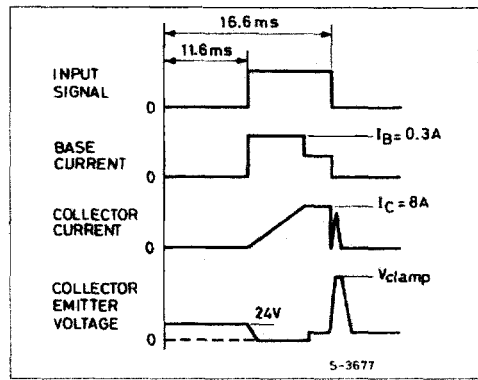 16.6ms
11.6ms
INPUT
SIGNAL
0
BASE
CURRENT
0
IB=0.3A
COLLECTOR
CURRENT
0
IC=8A
COLLECTOR
EMITTER
VOLTAGE
0
24V
Vclamp
S-3677